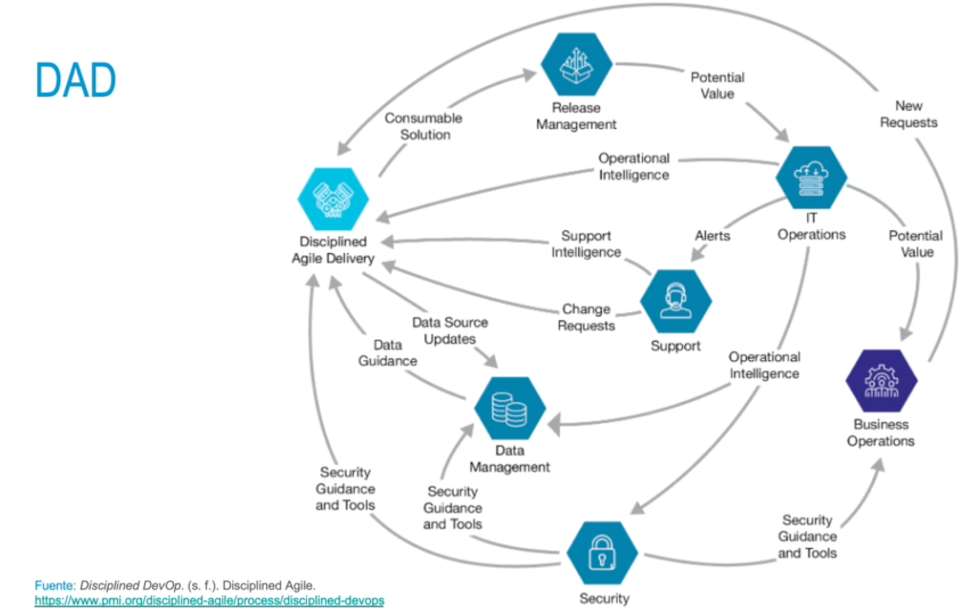 DAD
New
Requests
Potential
Value
Release
Management
Consumable
Solution
Operational
Intelligence
IT
Operations
Disciplined
Agile Delivery
Support
Intelligence
Alerts
Potential
Value
Change
Requests
Support
Data Source
Updates
Data
Guidance
Operational
Intelligence
Business
Operations
Data
Management
Security
Guidance
and Tools
Security
Guidance
and Tools
Security
Guidance
and Tools
Security
Fuente: Disciplined DevOp. (s. f.). Disciplined Agile.
https://www.pmi.org/disciplined-agile/process/disciplined-devops